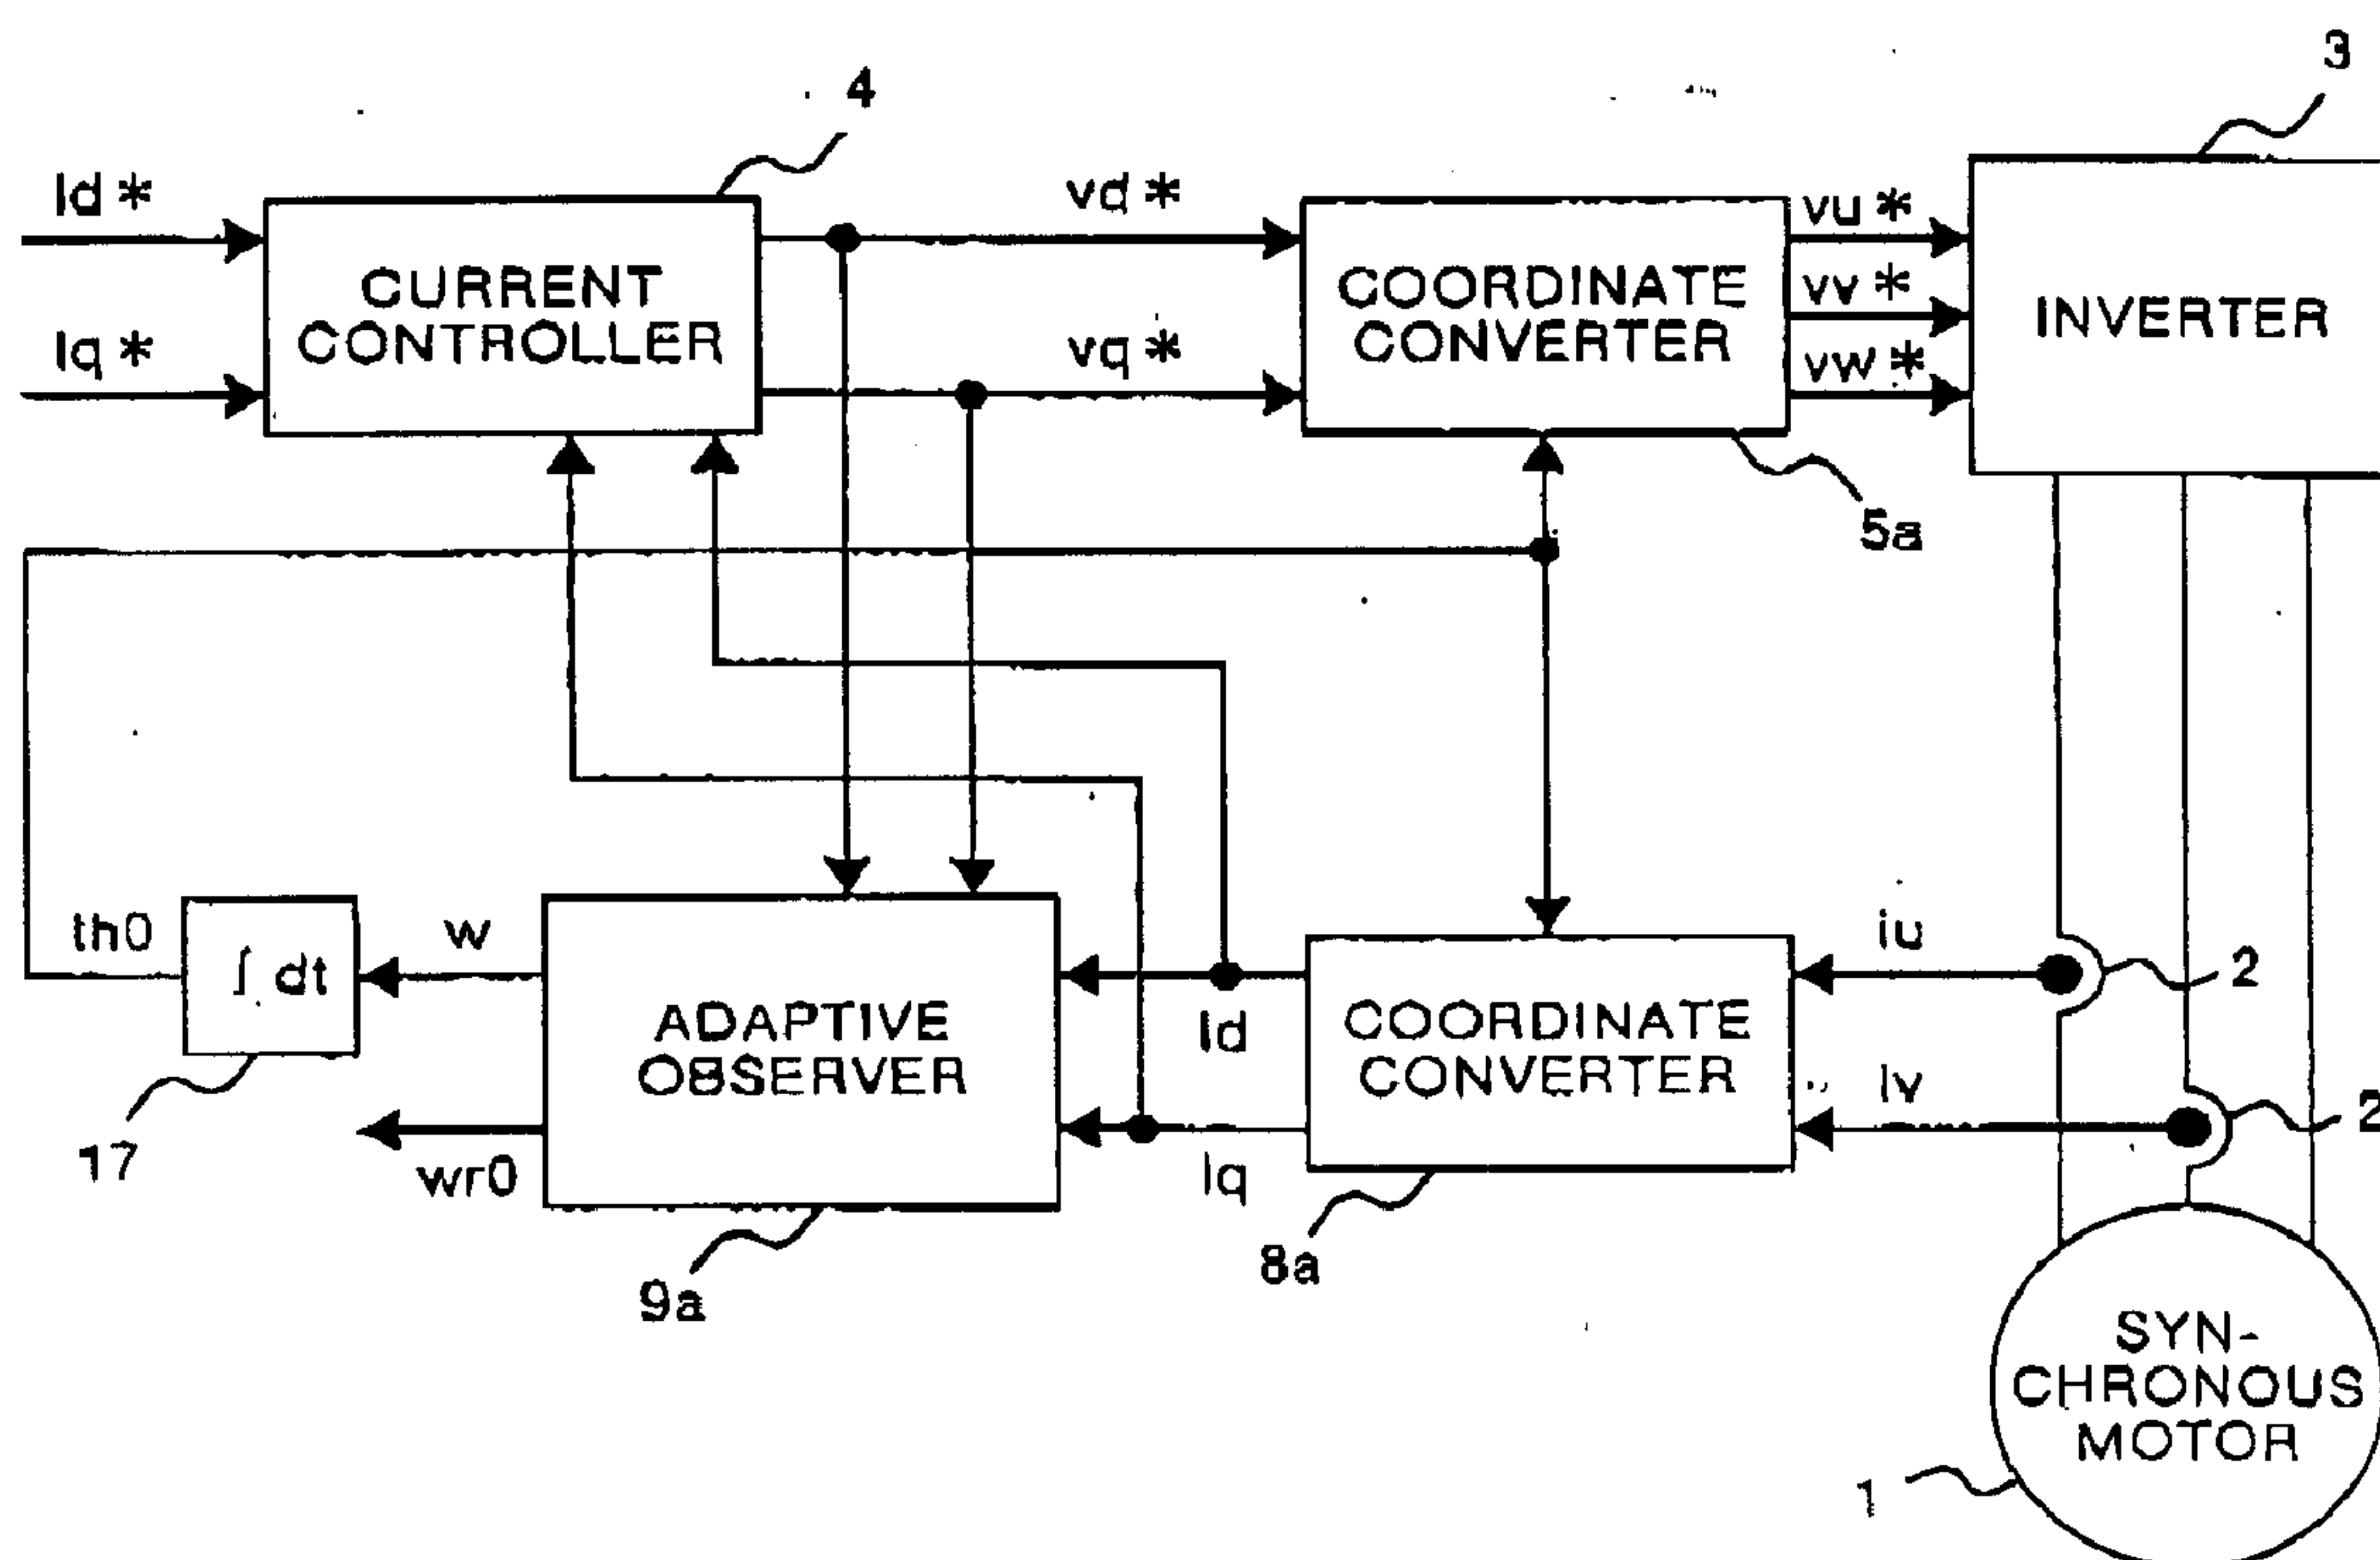 4
3
Id *
vd *
vu *
CURRENT
CONTROLLER
COORDINATE
CONVERTER
vv *
INVERTER
Iq *
vq *
vw *
5a
th0
∫ dt
w
iu
2
ADAPTIVE
OBSERVER
Id
COORDINATE
CONVERTER
Iv
2
17
wr0
Iq
9a
8a
SYN-
CHRONOUS
MOTOR
1